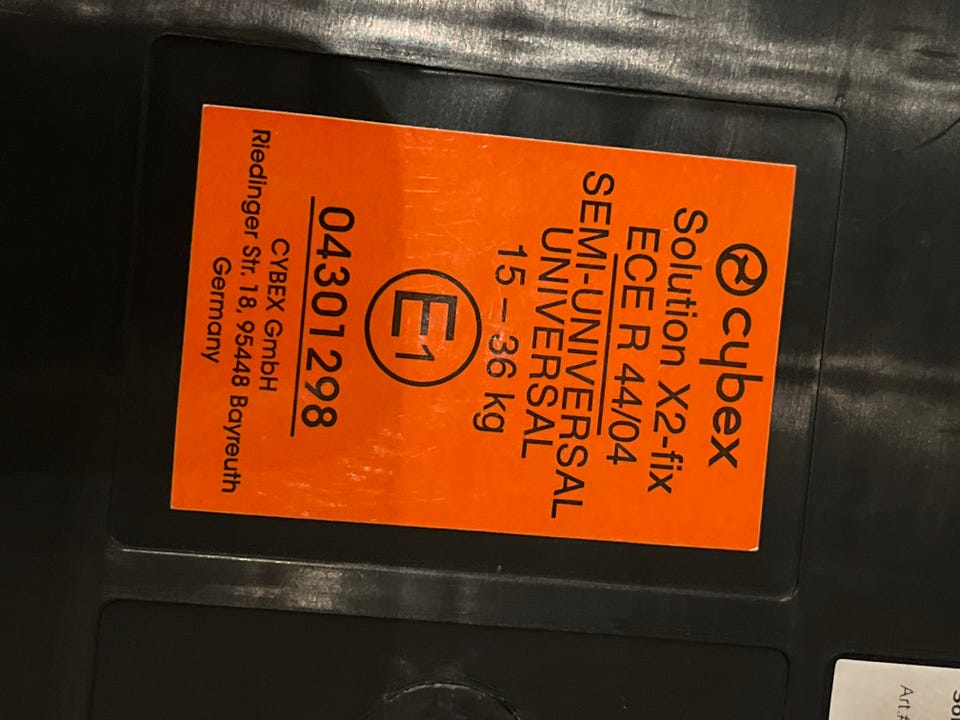 cybex
Solution X2-fix
ECE R 44/04
SEMI-UNIVERSAL
UNIVERSAL
15 – 36 kg
E1
04301298
CYBEX GmbH
Riedinger Str. 18, 95448 Bayreuth
Germany
Art.